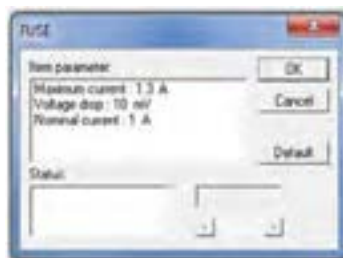 FUSE
Item parameter:
Maximum current : 1.3 A
Voltage drop : 10 mV
Nominal current : 1 A
OK
Cancel
Default
Status: